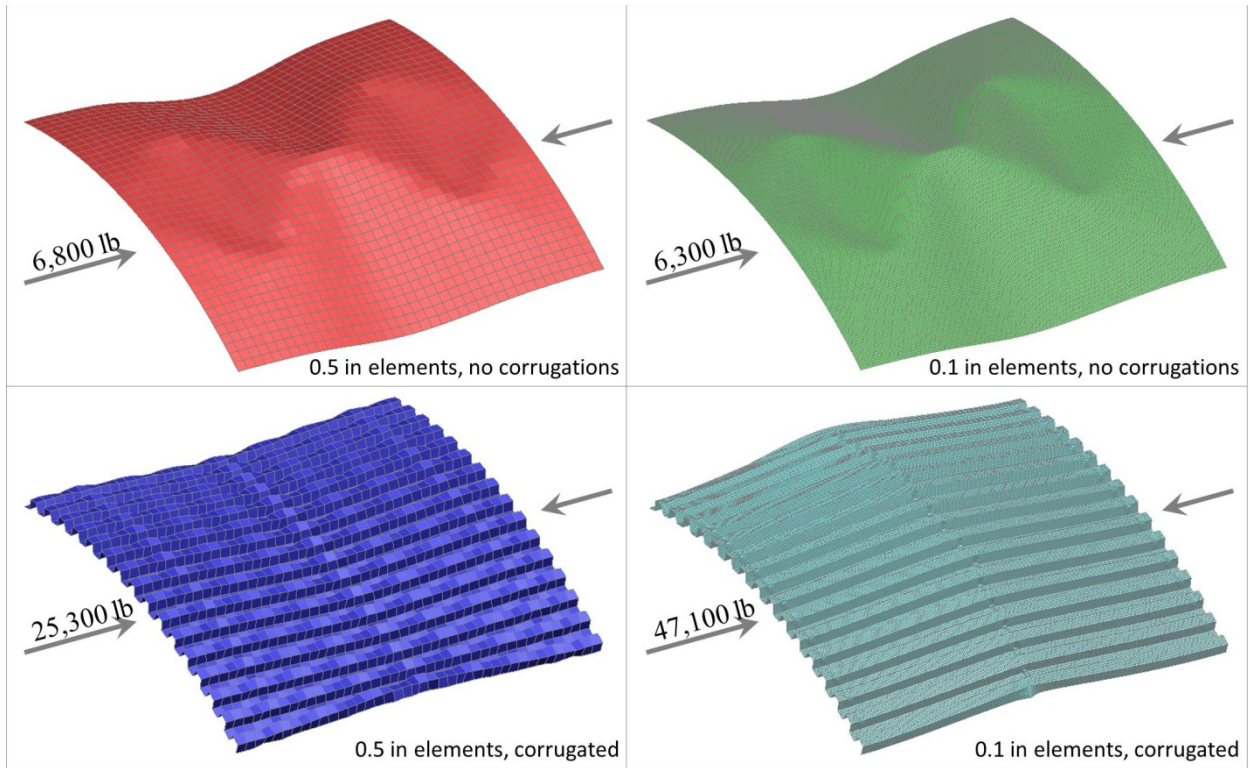 6,800 lb
0.5 in elements, no corrugations
6,300 lb
0.1 in elements, no corrugations
25,300 lb
0.5 in elements, corrugated
47,100 lb
0.1 in elements, corrugated